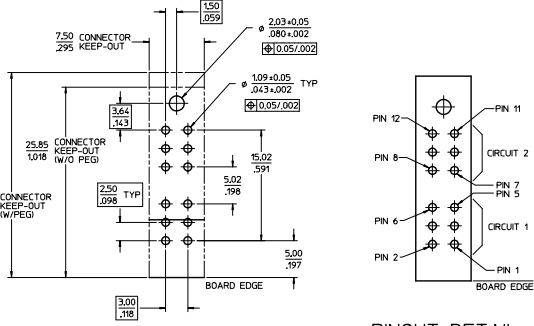 1.50
.059
7.50
.295
CONNECTOR
KEEP-OUT
ø 2.03±0.05
.080±.002
⌖ 0.05/.002
ø 1.09±0.05 TYP
.043±.002
⌖ 0.05/.002
3.64
.143
25.85
1.018
CONNECTOR
KEEP-OUT
(W/O PEG)
15.02
.591
5.02
.198
2.50 TYP
.098
CONNECTOR
KEEP-OUT
(W/PEG)
5.00
.197
BOARD EDGE
3.00
.118
PIN 12
PIN 11
CIRCUIT 2
PIN 8
PIN 7
PIN 5
PIN 6
CIRCUIT 1
PIN 2
PIN 1
BOARD EDGE